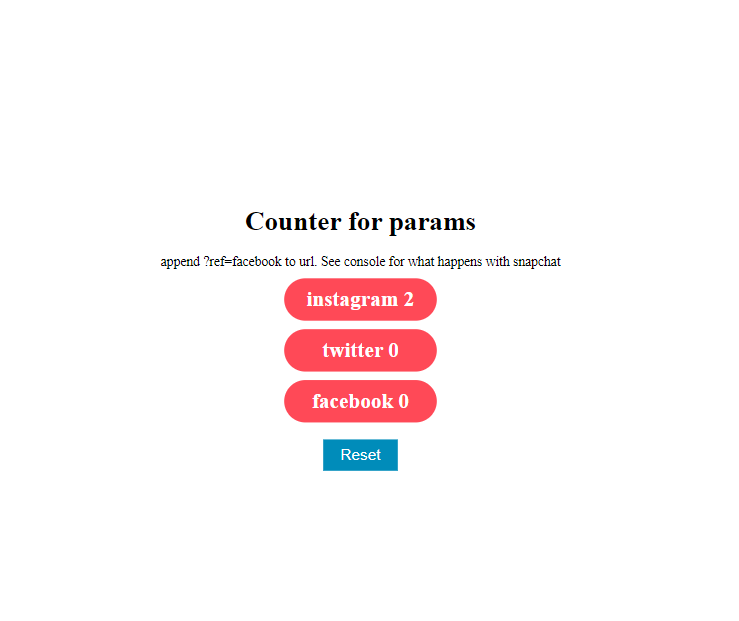 Counter for params
append ?ref=facebook to url. See console for what happens with snapchat
instagram 2
twitter 0
facebook 0
Reset